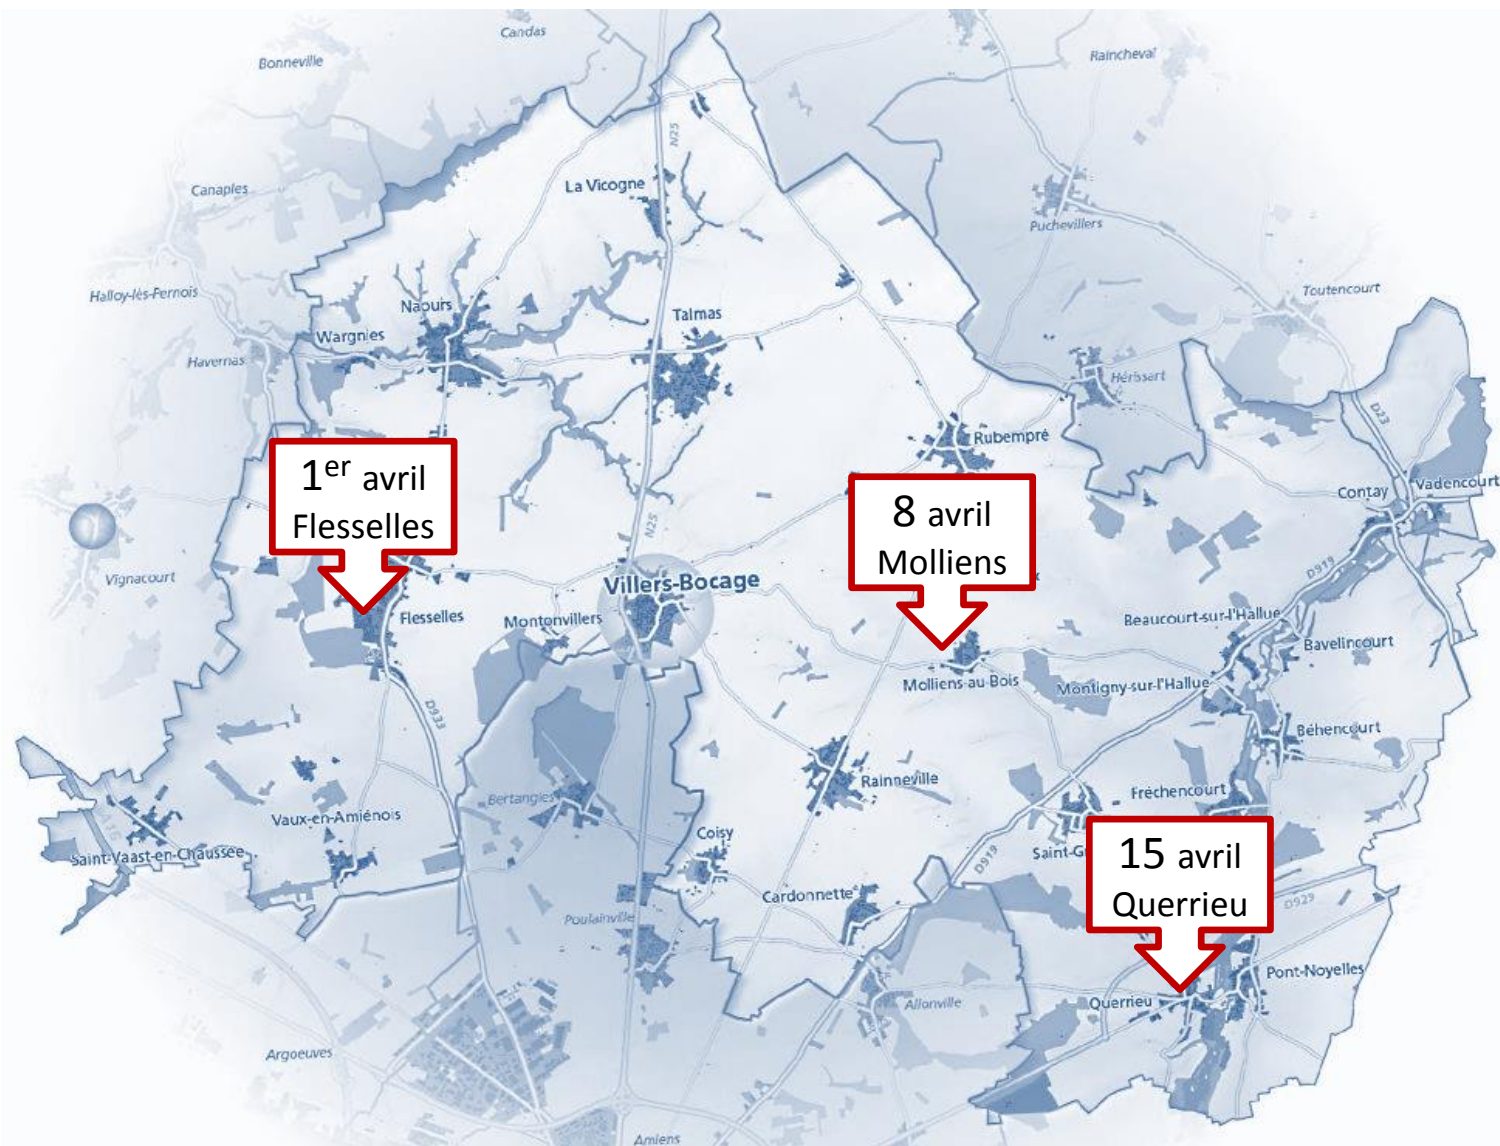 Candas
Bonneville
Raincheval
N25
La Vicogne
Canaples
Puchevillers
Halloy-lès-Pernois
Toutencourt
Naours
Talmas
Wargnies
Havernas
Hérissart
D23
Rubempré
1er avril
Flesselles
8 avril
Molliens
Contay
Vadencourt
N25
D919
Vignacourt
Villers-Bocage
Flesselles
Montonvillers
Beaucourt-sur-l'Hallue
Bavelincourt
Molliens-au-Bois
Montigny-sur-l'Hallue
D933
Béhencourt
Rainneville
Bertangles
Fréchencourt
Vaux-en-Amiénois
Coisy
Saint-Vaast-en-Chaussée
D919
Saint-G
15 avril
Querrieu
Cardonnette
D929
Poulainville
Pont-Noyelles
Querrieu
Allonville
Argoeuves
Amiens